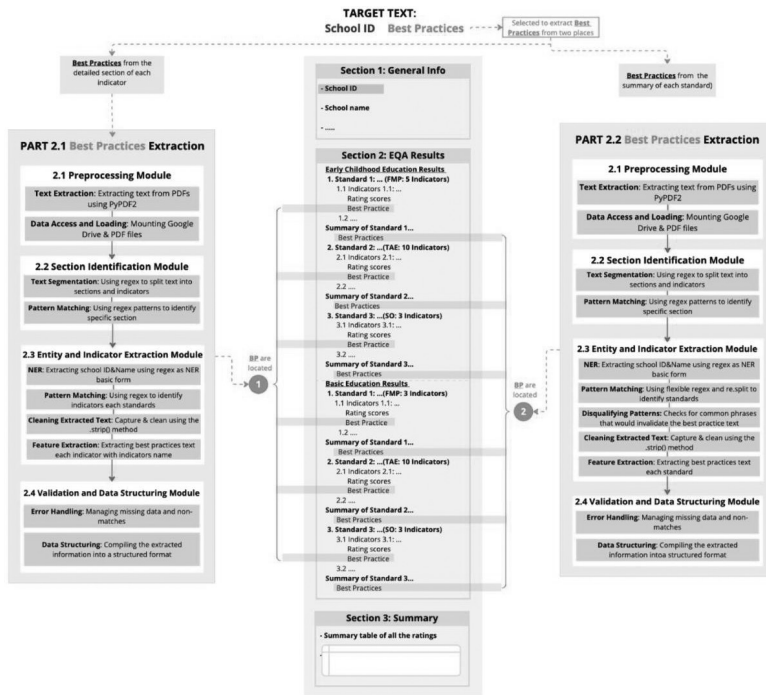 TARGET TEXT:
School ID Best Practices
Selected to extract Best
Practices from two places
Best Practices from the
detailed section of each
indicator
Best Practices from the
summary of each standard)
PART 2.1 Best Practices Extraction
2.1 Preprocessing Module
Text Extraction: Extracting text from PDFs
using PyPDF2
Data Access and Loading: Mounting Google
Drive & PDF files
2.2 Section Identification Module
Text Segmentation: Using regex to split text into
sections and indicators
Pattern Matching: Using regex patterns to identify
specific section
2.3 Entity and Indicator Extraction Module
NER: Extracting school ID&Name using regex as NER
basic form
Pattern Matching: Using regex to identify
indicators each standards
Cleaning Extracted Text: Capture & clean using the
.strip() method
Feature Extraction: Extracting best practices text
each indicator with indicators name
2.4 Validation and Data Structuring Module
Error Handling: Managing missing data and non-
matches
Data Structuring: Compiling the extracted
information into a structured format
BP are
located
1
Section 1: General Info
- School ID
- School name
- .....
Section 2: EQA Results
Early Childhood Education Results
1. Standard 1: ... (FMP: 5 Indicators)
1.1 Indicators 1.1: ...
Rating scores
Best Practice
1.2 ....
Summary of Standard 1...
Best Practices
2. Standard 2: ...(TAE: 10 Indicators)
2.1 Indicators 2.1: ...
Rating scores
Best Practice
2.2 ....
Summary of Standard 2...
Best Practices
3. Standard 3: ...(SO: 3 Indicators)
3.1 Indicators 3.1: ...
Rating scores
Best Practice
3.2 ....
Summary of Standard 3...
Best Practices
Basic Education Results
1. Standard 1: ...(FMP: 3 Indicators)
1.1 Indicators 1.1: ...
Rating scores
Best Practice
1.2 ....
Summary of Standard 1...
Best Practices
2. Standard 2: ...(TAE: 10 Indicators)
2.1 Indicators 2.1: ...
Rating scores
Best Practice
2.2 ....
Summary of Standard 2...
Best Practices
3. Standard 3: ...(SO: 3 Indicators)
3.1 Indicators 3.1: ...
Rating scores
Best Practice
3.2 ....
Summary of Standard 3...
Best Practices
Section 3: Summary
- Summary table of all the ratings
-
BP are
located
2
PART 2.2 Best Practices Extraction
2.1 Preprocessing Module
Text Extraction: Extracting text from PDFs using
PyPDF2
Data Access and Loading: Mounting Google
Drive & PDF files
2.2 Section Identification Module
Text Segmentation: Using regex to split text into
sections and indicators
Pattern Matching: Using regex patterns to identify
specific section
2.3 Entity and Indicator Extraction Module
NER: Extracting school ID&Name using regex as NER
basic form
Pattern Matching: Using flexible regex and re.split to
identify standards
Disqualifying Patterns: Checks for common phrases
that would invalidate the best practice text
Cleaning Extracted Text: Capture & clean using the
.strip() method
Feature Extraction: Extracting best practices text
each standard
2.4 Validation and Data Structuring Module
Error Handling: Managing missing data and non-
matches
Data Structuring: Compiling the extracted
information intoa structured format